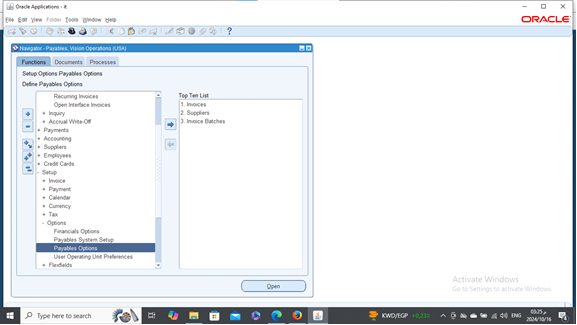 Oracle Applications - it
File Edit View Folder Tools Window Help
ORACLE
Navigator - Payables, Vision Operations (USA)
Functions Documents Processes
Setup:Options:Payables Options
Define Payables Options
Recurring Invoices
Open Interface Invoices
+ Inquiry
+ Accrual Write-Off
+ Payments
+ Accounting
+ Suppliers
+ Employees
+ Credit Cards
- Setup
+ Invoice
+ Payment
+ Calendar
+ Currency
+ Tax
- Options
Financials Options
Payables System Setup
Payables Options
User Operating Unit Preferences
+ Flexfields
Top Ten List
1. Invoices
2. Suppliers
3. Invoice Batches
Open
Activate Windows
Go to Settings to activate Windows.
Type here to search
KWD/EGP
ENG
03:25 م
2024/10/16